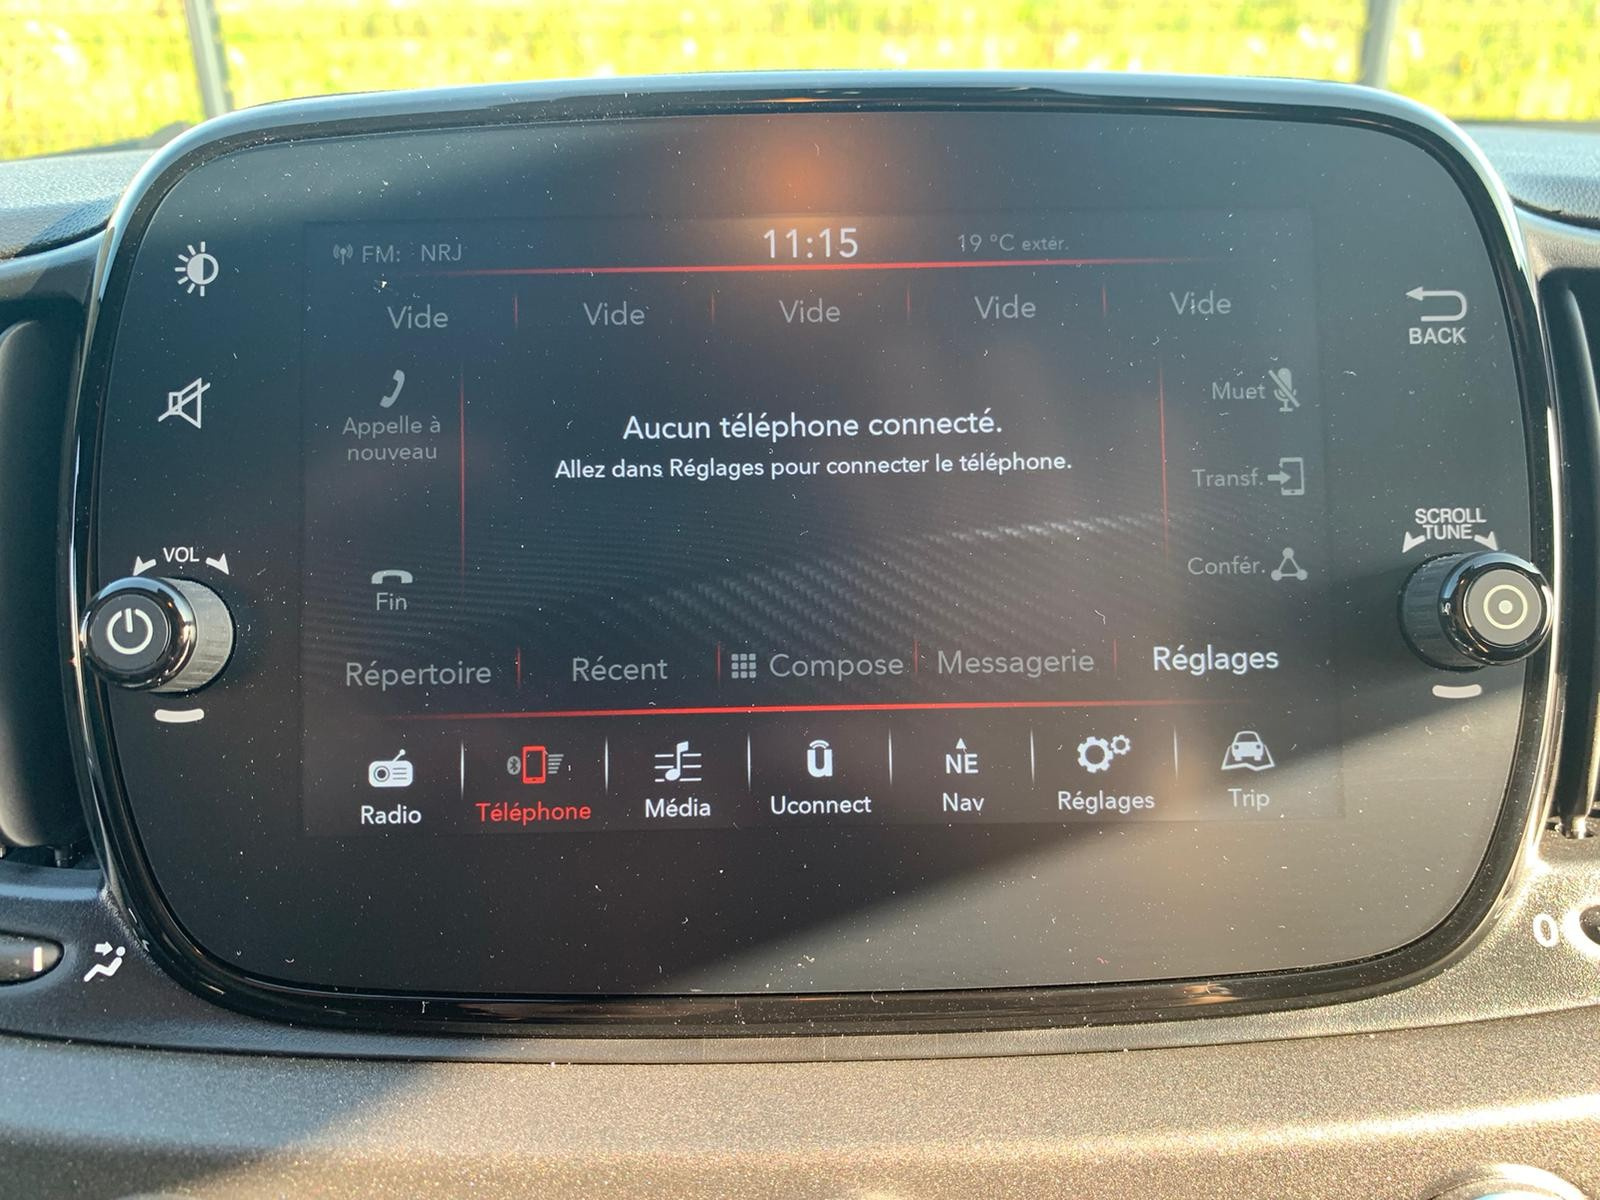 FM: NRJ
11:15
19 °C extér.
Vide
Vide
Vide
Vide
Vide
BACK
Appelle à
nouveau
Aucun téléphone connecté.
Allez dans Réglages pour connecter le téléphone.
Muet
Transf.
Confér.
VOL
SCROLL
TUNE
Fin
Répertoire
Récent
Compose
Messagerie
Réglages
Radio
Téléphone
Média
u
Uconnect
NE
Nav
Réglages
Trip
0